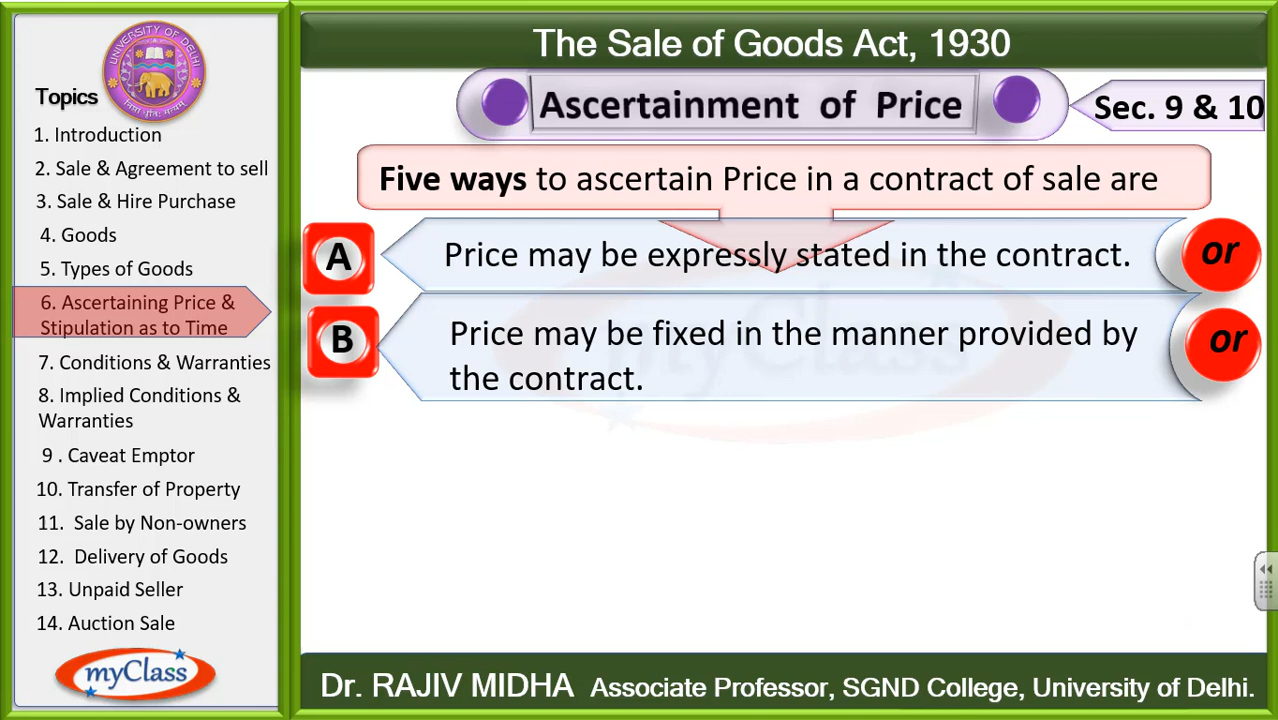 UNIVERSITY OF DELHI
Topics
1. Introduction
2. Sale & Agreement to sell
3. Sale & Hire Purchase
4. Goods
5. Types of Goods
6. Ascertaining Price &
Stipulation as to Time
7. Conditions & Warranties
8. Implied Conditions &
Warranties
9 . Caveat Emptor
10. Transfer of Property
11. Sale by Non-owners
12. Delivery of Goods
13. Unpaid Seller
14. Auction Sale
myClass
The Sale of Goods Act, 1930
Ascertainment of Price
Sec. 9 & 10
Five ways to ascertain Price in a contract of sale are
A Price may be expressly stated in the contract. or
B Price may be fixed in the manner provided by or
the contract.
myClass
Dr. RAJIV MIDHA Associate Professor, SGND College, University of Delhi.